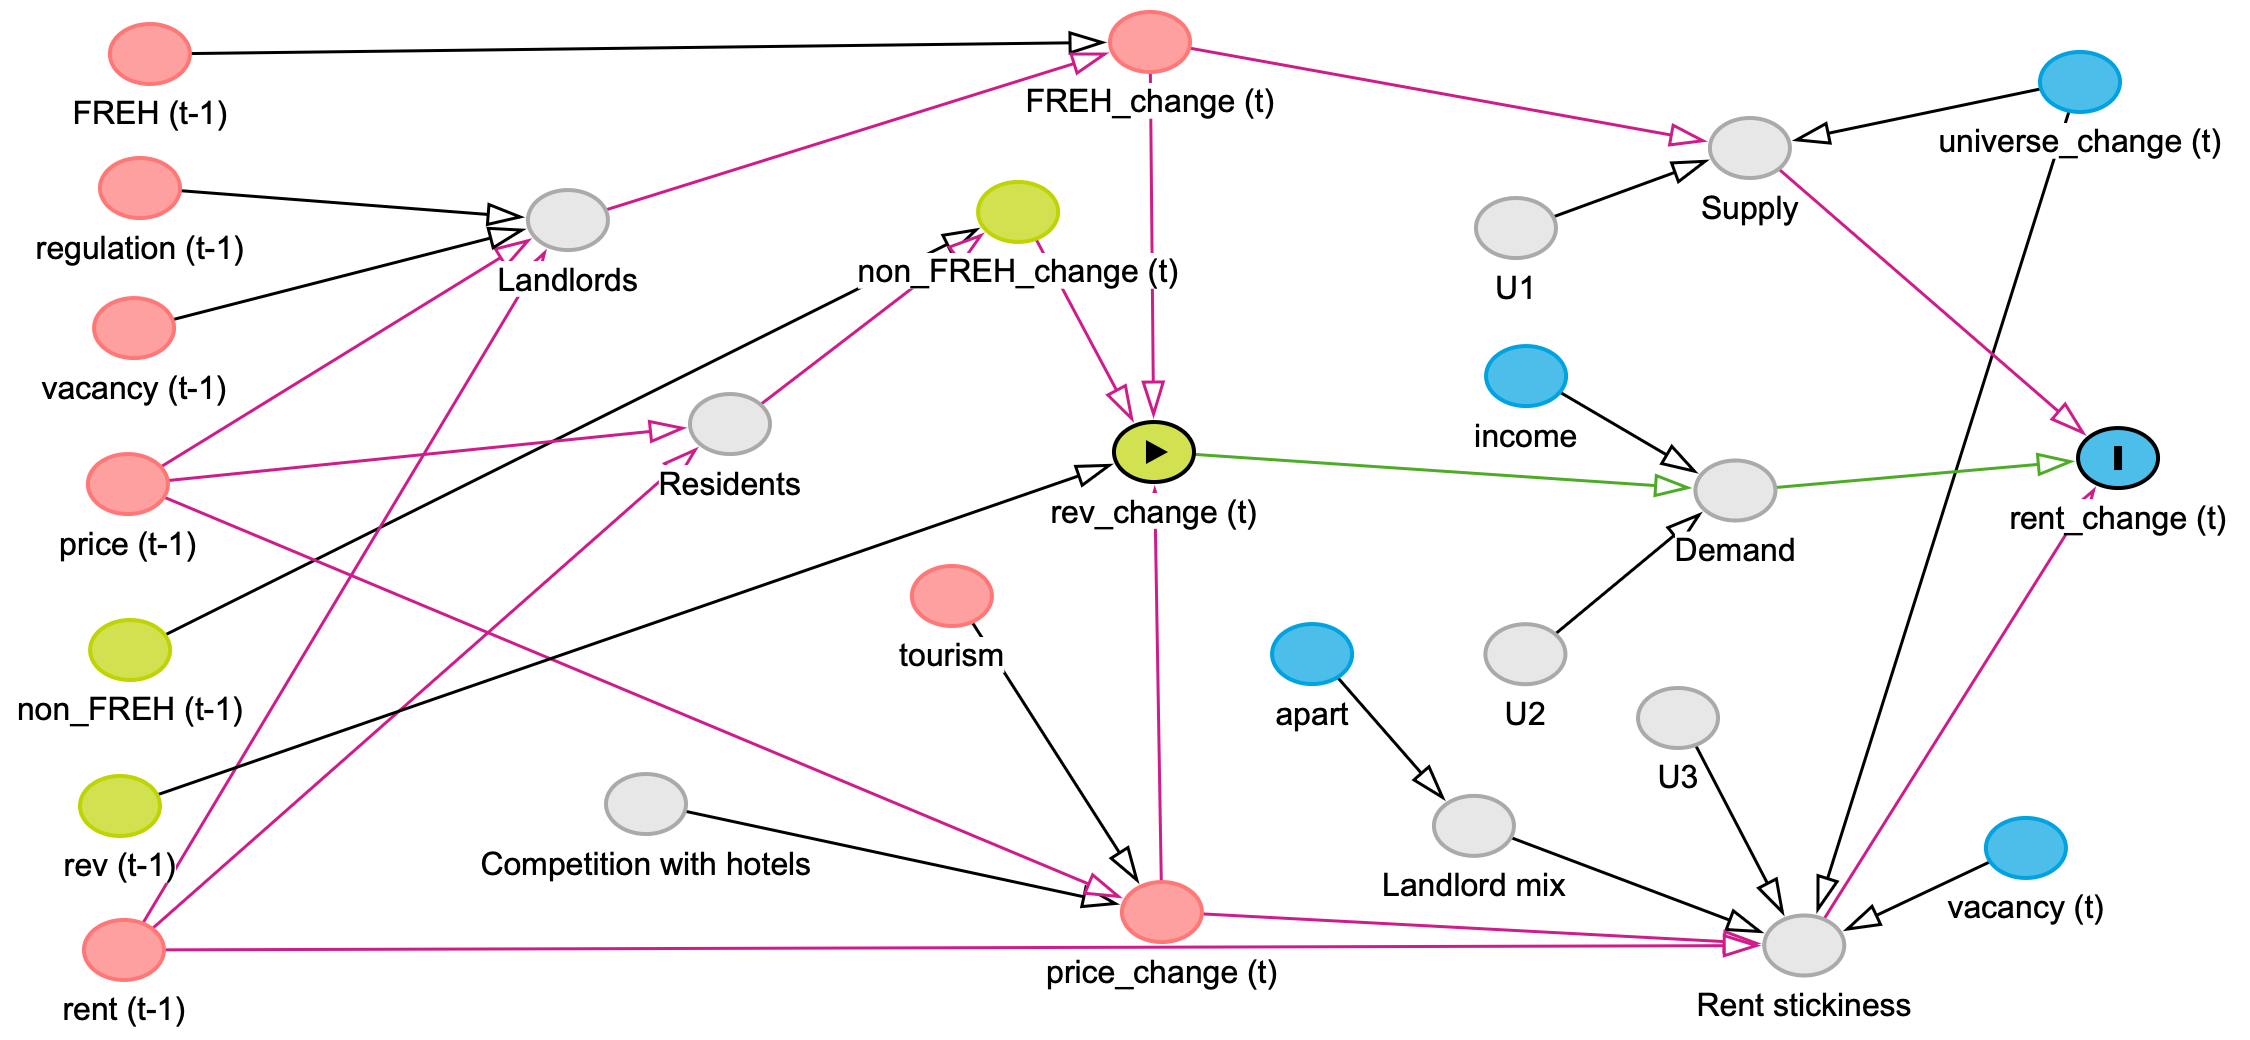 FREH (t-1)
FREH_change (t)
universe_change (t)
regulation (t-1)
Landlords
Supply
non_FREH_change (t)
U1
vacancy (t-1)
income
Residents
rev_change (t)
rent_change (t)
price (t-1)
Demand
tourism
non_FREH (t-1)
apart
U2
U3
rev (t-1)
Competition with hotels
Landlord mix
vacancy (t)
price_change (t)
rent (t-1)
Rent stickiness